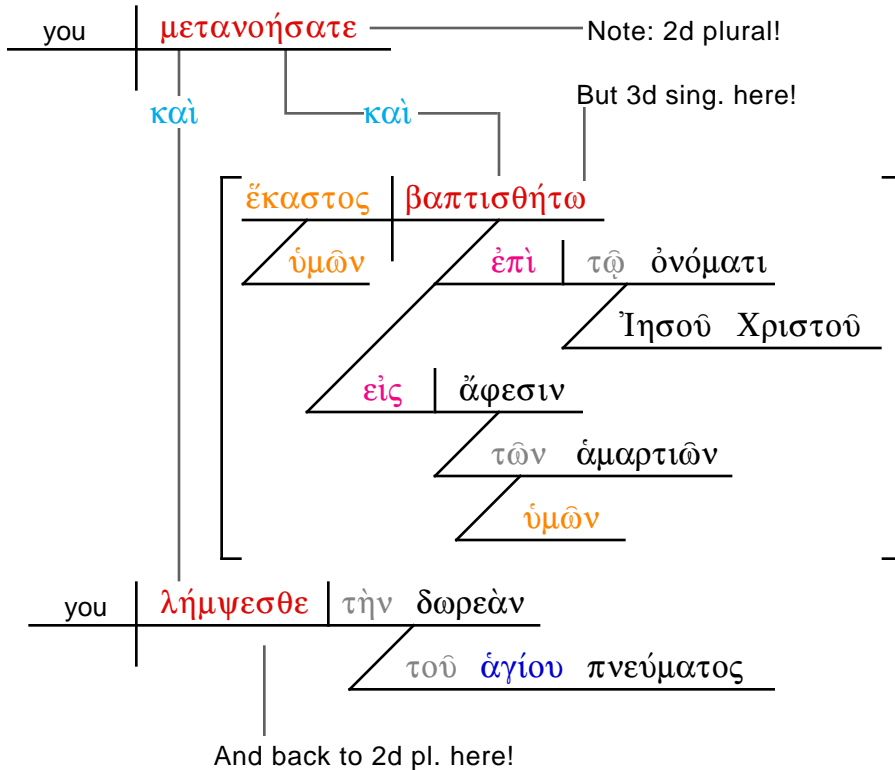 you μετανοήσατε Note: 2d plural!
καὶ καὶ But 3d sing. here!
ἕκαστος βαπτισθήτω
ὑμῶν ἐπὶ τῷ ὀνόματι
Ἰησοῦ Χριστοῦ
εἰς ἄφεσιν
τῶν ἁμαρτιῶν
ὑμῶν
you λήμψεσθε τὴν δωρεὰν
τοῦ ἁγίου πνεύματος
And back to 2d pl. here!